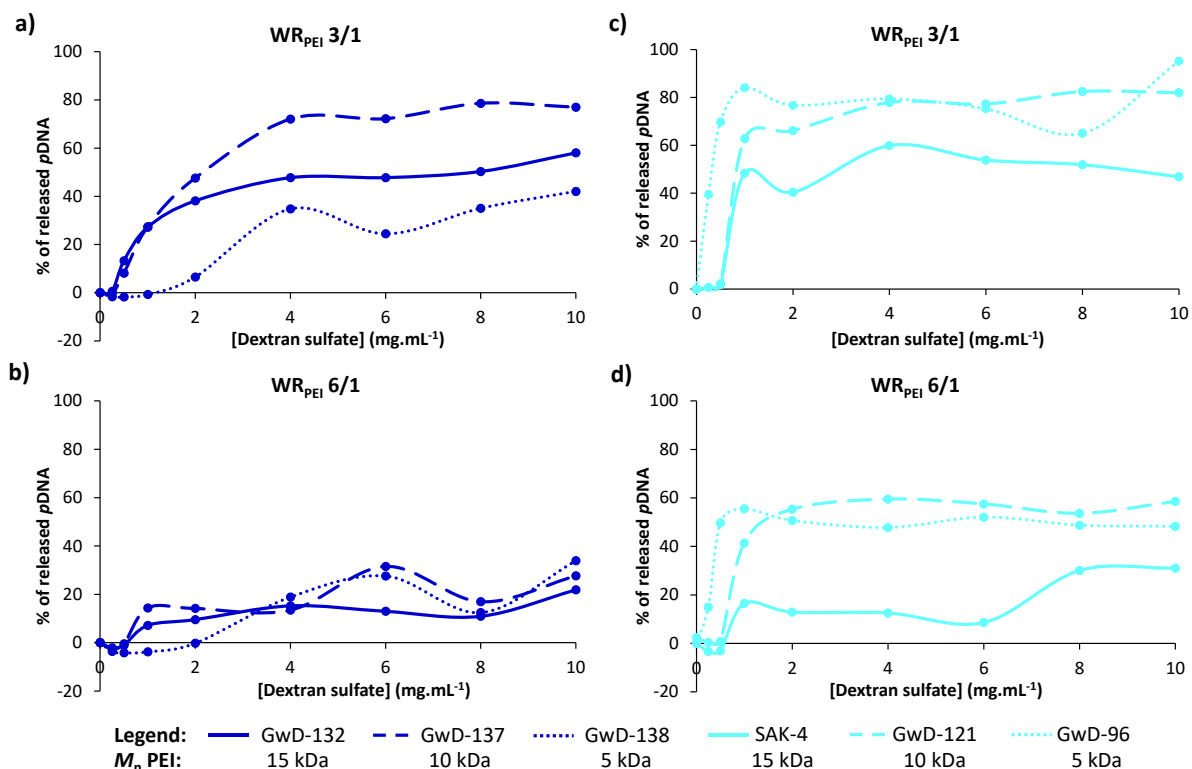 a)
WR_PEI 3/1
% of released pDNA
100
80
60
40
20
0
-20
0 2 4 6 8 10
[Dextran sulfate] (mg.mL⁻¹)
c)
WR_PEI 3/1
% of released pDNA
100
80
60
40
20
0
-20
0 2 4 6 8 10
[Dextran sulfate] (mg.mL⁻¹)
b)
WR_PEI 6/1
% of released pDNA
100
80
60
40
20
0
-20
0 2 4 6 8 10
[Dextran sulfate] (mg.mL⁻¹)
d)
WR_PEI 6/1
% of released pDNA
100
80
60
40
20
0
-20
0 2 4 6 8 10
[Dextran sulfate] (mg.mL⁻¹)
Legend: GwD-132 GwD-137 GwD-138 SAK-4 GwD-121 GwD-96
Mn PEI: 15 kDa 10 kDa 5 kDa 15 kDa 10 kDa 5 kDa